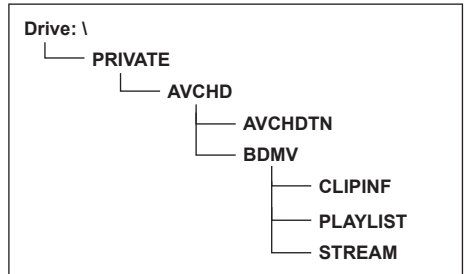 Drive: \
PRIVATE
AVCHD
AVCHDTN
BDMV
CLIPINF
PLAYLIST
STREAM